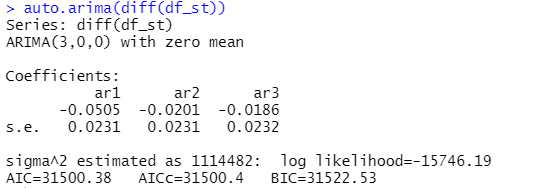 > auto.arima(diff(df_st))
Series: diff(df_st)
ARIMA(3,0,0) with zero mean
Coefficients:
ar1 ar2 ar3
-0.0505 -0.0201 -0.0186
s.e. 0.0231 0.0231 0.0232
sigma^2 estimated as 1114482: log likelihood=-15746.19
AIC=31500.38 AICc=31500.4 BIC=31522.53